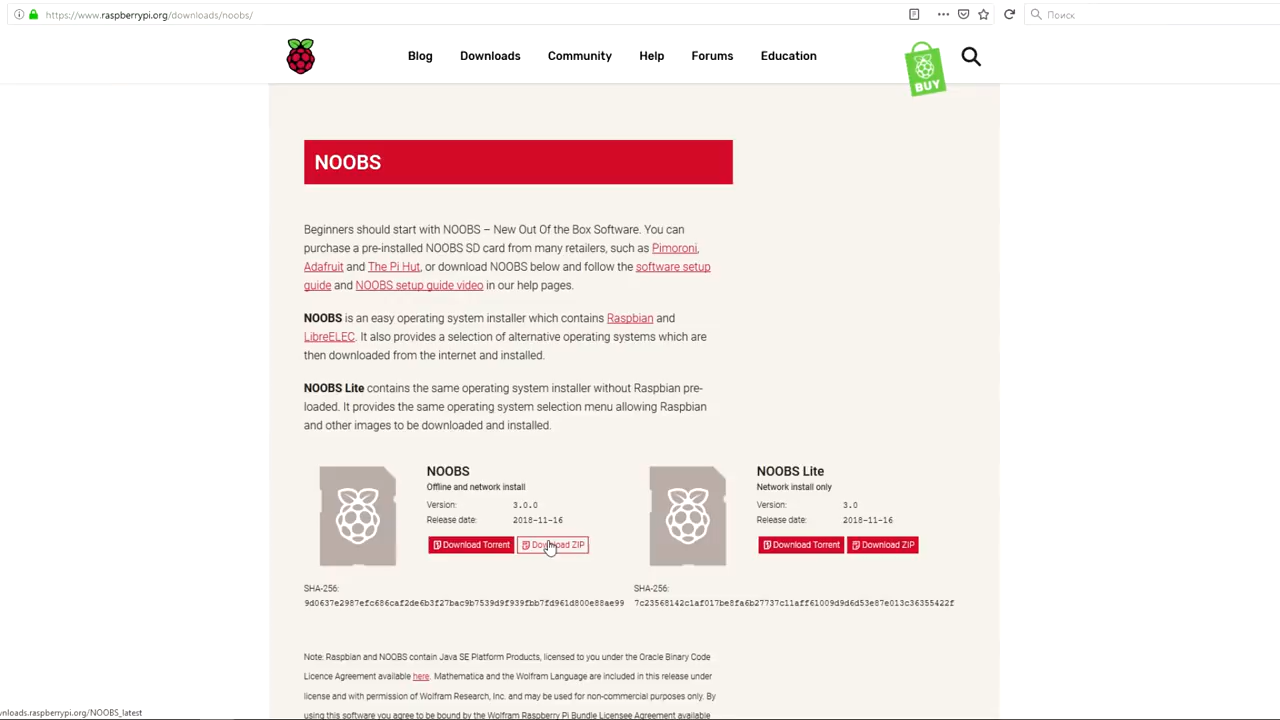 https://www.raspberrypi.org/downloads/noobs/
Поиск
Blog Downloads Community Help Forums Education
BUY
NOOBS
Beginners should start with NOOBS – New Out Of the Box Software. You can
purchase a pre-installed NOOBS SD card from many retailers, such as Pimoroni,
Adafruit and The Pi Hut, or download NOOBS below and follow the software setup
guide and NOOBS setup guide video in our help pages.
NOOBS is an easy operating system installer which contains Raspbian and
LibreELEC. It also provides a selection of alternative operating systems which are
then downloaded from the internet and installed.
NOOBS Lite contains the same operating system installer without Raspbian pre-
loaded. It provides the same operating system selection menu allowing Raspbian
and other images to be downloaded and installed.
NOOBS
Offline and network install
Version: 3.0.0
Release date: 2018-11-16
Download Torrent Download ZIP
SHA-256:
9d0637e2987efc686caf2de6b3f27bac9b7539d9f939fbb7fd961d800e88ae99
NOOBS Lite
Network install only
Version: 3.0
Release date: 2018-11-16
Download Torrent Download ZIP
SHA-256:
7c23568142c1af017be8fa6b27737c11aff61009d9d6d53e87e013c36355422f
Note: Raspbian and NOOBS contain Java SE Platform Products, licensed to you under the Oracle Binary Code
Licence Agreement available here. Mathematica and the Wolfram Language are included in this release under
license and with permission of Wolfram Research, Inc. and may be used for non-commercial purposes only. By
using this software you agree to be bound by the Wolfram Raspberry Pi Bundle Licensee Agreement available
wnloads.raspberrypi.org/NOOBS_latest